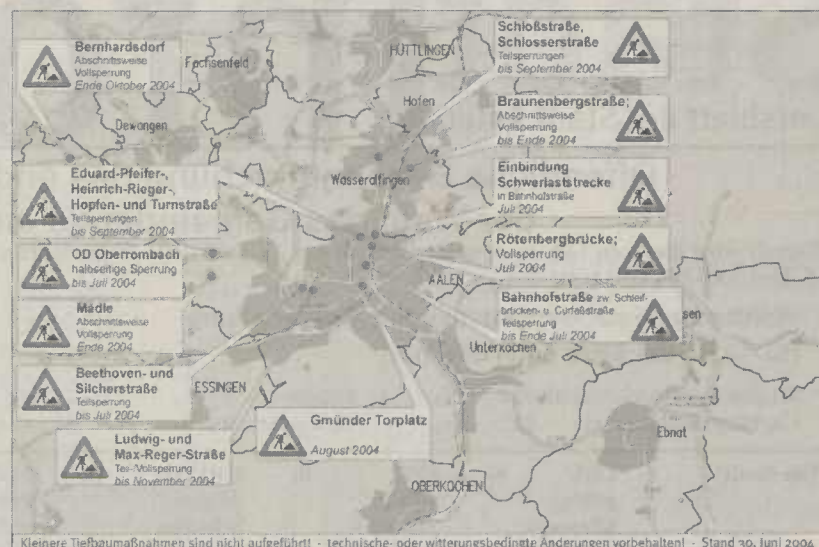 Bernhardsdorf
Abschnittsweise
Vollsperrung
Ende Oktober 2004
Fachsenfeld
HÜTTLINGEN
Schloßstraße,
Schlosserstraße
Teilsperrungen
bis September 2004
Dewangen
Hofen
Braunenbergstraße;
Abschnittsweise
Vollsperrung
bis Ende 2004
Eduard-Pfeifer-,
Heinrich-Rieger-,
Hopfen- und Turnstraße
Teilsperrungen
bis September 2004
Wasseralfingen
Einbindung
Schwerlaststrecke
in Bahnhofstraße
Juli 2004
OD Oberrombach
halbseitige Sperrung
bis Juli 2004
Rötenbergbrücke;
Vollsperrung
Juli 2004
AALEN
Mädle
Abschnittsweise
Vollsperrung
Ende 2004
Bahnhofstraße zw. Schleif-
brücken- u. Curfeßstraße
Teilsperrung
bis Ende Juli 2004
sen
Unterkochen
Beethoven- und
Silcherstraße
Teilsperrung
bis Juli 2004
ESSINGEN
Gmünder Torplatz
August 2004
Ebnat
Ludwig- und
Max-Reger-Straße
Teil-/Vollsperrung
bis November 2004
OBERKOCHEN
Kleinere Tiefbaumaßnahmen sind nicht aufgeführt! - technische- oder witterungsbedingte Änderungen vorbehalten! - Stand 30. Juni 2004